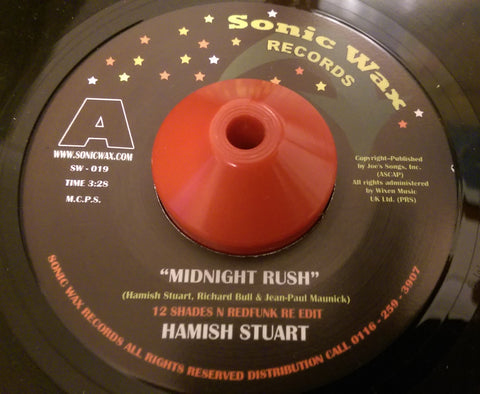 Sonic Wax
RECORDS
A
WWW.SONICWAX.COM
SW - 019
TIME 3:28
M.C.P.S.
Copyright-Published
by Joe's Songs, Inc.
(ASCAP)
All rights administered
by Wixen Music
UK Ltd. (PRS)
"MIDNIGHT RUSH"
(Hamish Stuart, Richard Bull & Jean-Paul Maunick)
12 SHADES N REDFUNK RE EDIT
HAMISH STUART
SONIC WAX RECORDS ALL RIGHTS RESERVED DISTRIBUTION CALL 0116 - 259 - 3907